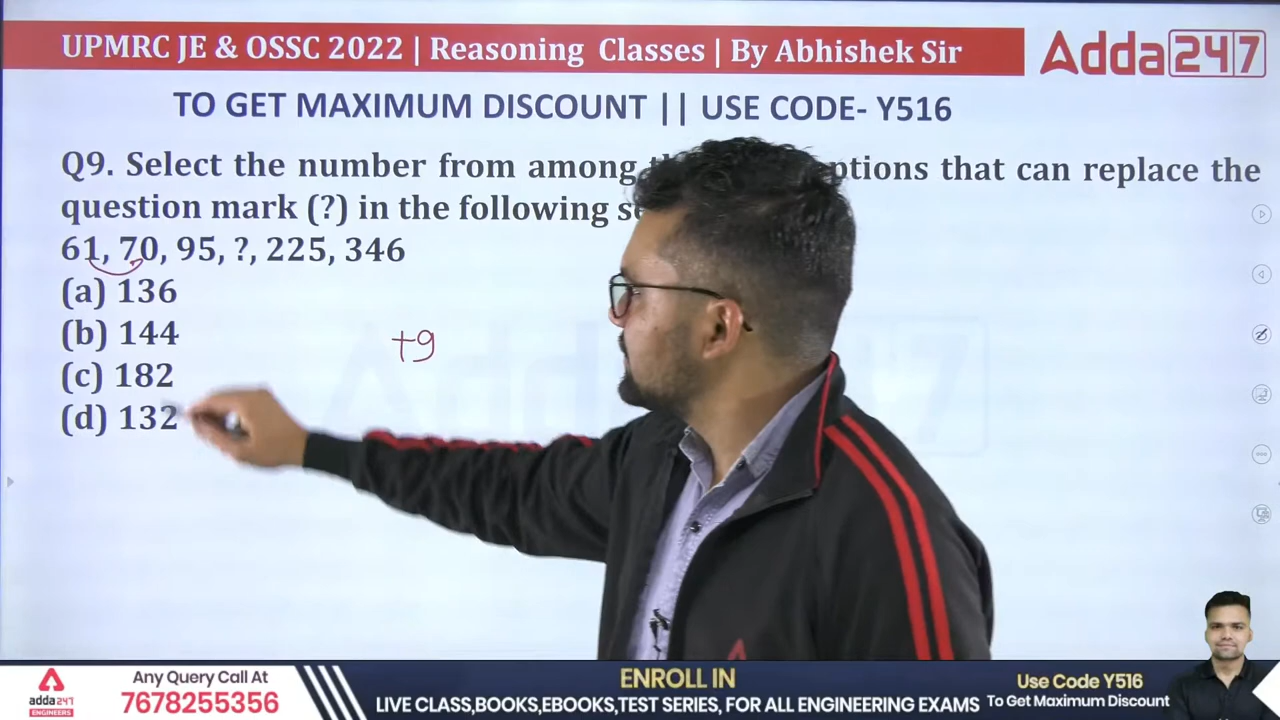 UPMRC JE & OSSC 2022 | Reasoning Classes | By Abhishek Sir
Adda247
TO GET MAXIMUM DISCOUNT || USE CODE- Y516
Q9. Select the number from among that can replace the
question mark (?) in the following
61, 70, 95, ?, 225, 346
(a) 136
(b) 144
+9
(c) 182
(d) 132
Any Query Call At
7678255356
adda247
ENGINEERS
ENROLL IN
LIVE CLASS,BOOKS,EBOOKS,TEST SERIES, FOR ALL ENGINEERING EXAMS
Use Code Y516
To Get Maximum Discount